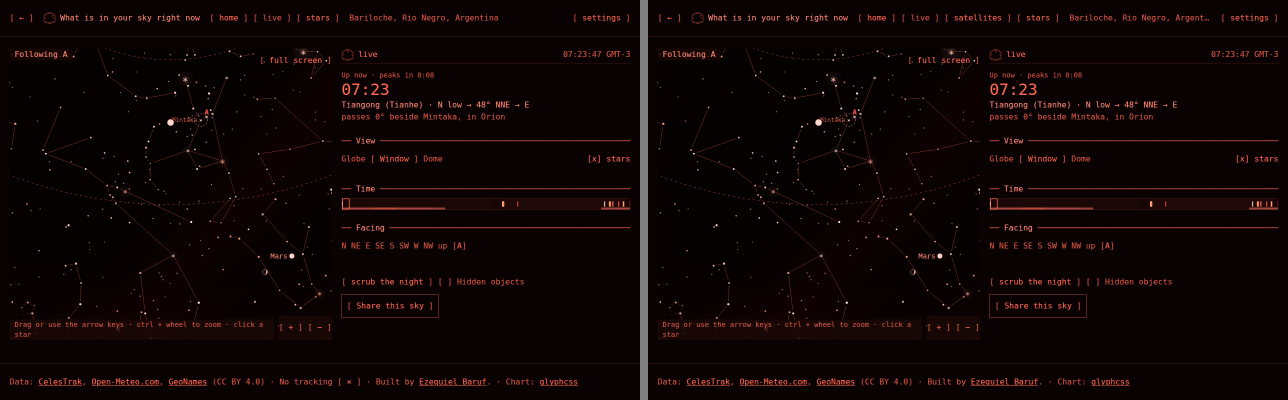 [ ← ] What is in your sky right now [ home ] [ live ] [ stars ] Bariloche, Rio Negro, Argentina [ settings ]
Following A
[ full screen ]
Mintaka
A
Mars
Drag or use the arrow keys · ctrl + wheel to zoom · click a
star
[ + ] [ − ]
live 07:23:47 GMT-3
Up now · peaks in 0:08
07:23
Tiangong (Tianhe) · N low → 48° NNE → E
passes 0° beside Mintaka, in Orion
View
Globe [ Window ] Dome [x] stars
Time
Facing
N NE E SE S SW W NW up [A]
[ scrub the night ] [ ] Hidden objects
[ Share this sky ]
Data: CelesTrak, Open-Meteo.com, GeoNames (CC BY 4.0) · No tracking [ × ] · Built by Ezequiel Baruf. · Chart: glyphcss
[ ← ] What is in your sky right now [ home ] [ live ] [ satellites ] [ stars ] Bariloche, Rio Negro, Argent… [ settings ]
Following A
[ full screen ]
Mintaka
A
Mars
Drag or use the arrow keys · ctrl + wheel to zoom · click a
star
[ + ] [ − ]
live 07:23:47 GMT-3
Up now · peaks in 0:08
07:23
Tiangong (Tianhe) · N low → 48° NNE → E
passes 0° beside Mintaka, in Orion
View
Globe [ Window ] Dome [x] stars
Time
Facing
N NE E SE S SW W NW up [A]
[ scrub the night ] [ ] Hidden objects
[ Share this sky ]
Data: CelesTrak, Open-Meteo.com, GeoNames (CC BY 4.0) · Built by Ezequiel Baruf. · Chart: glyphcss